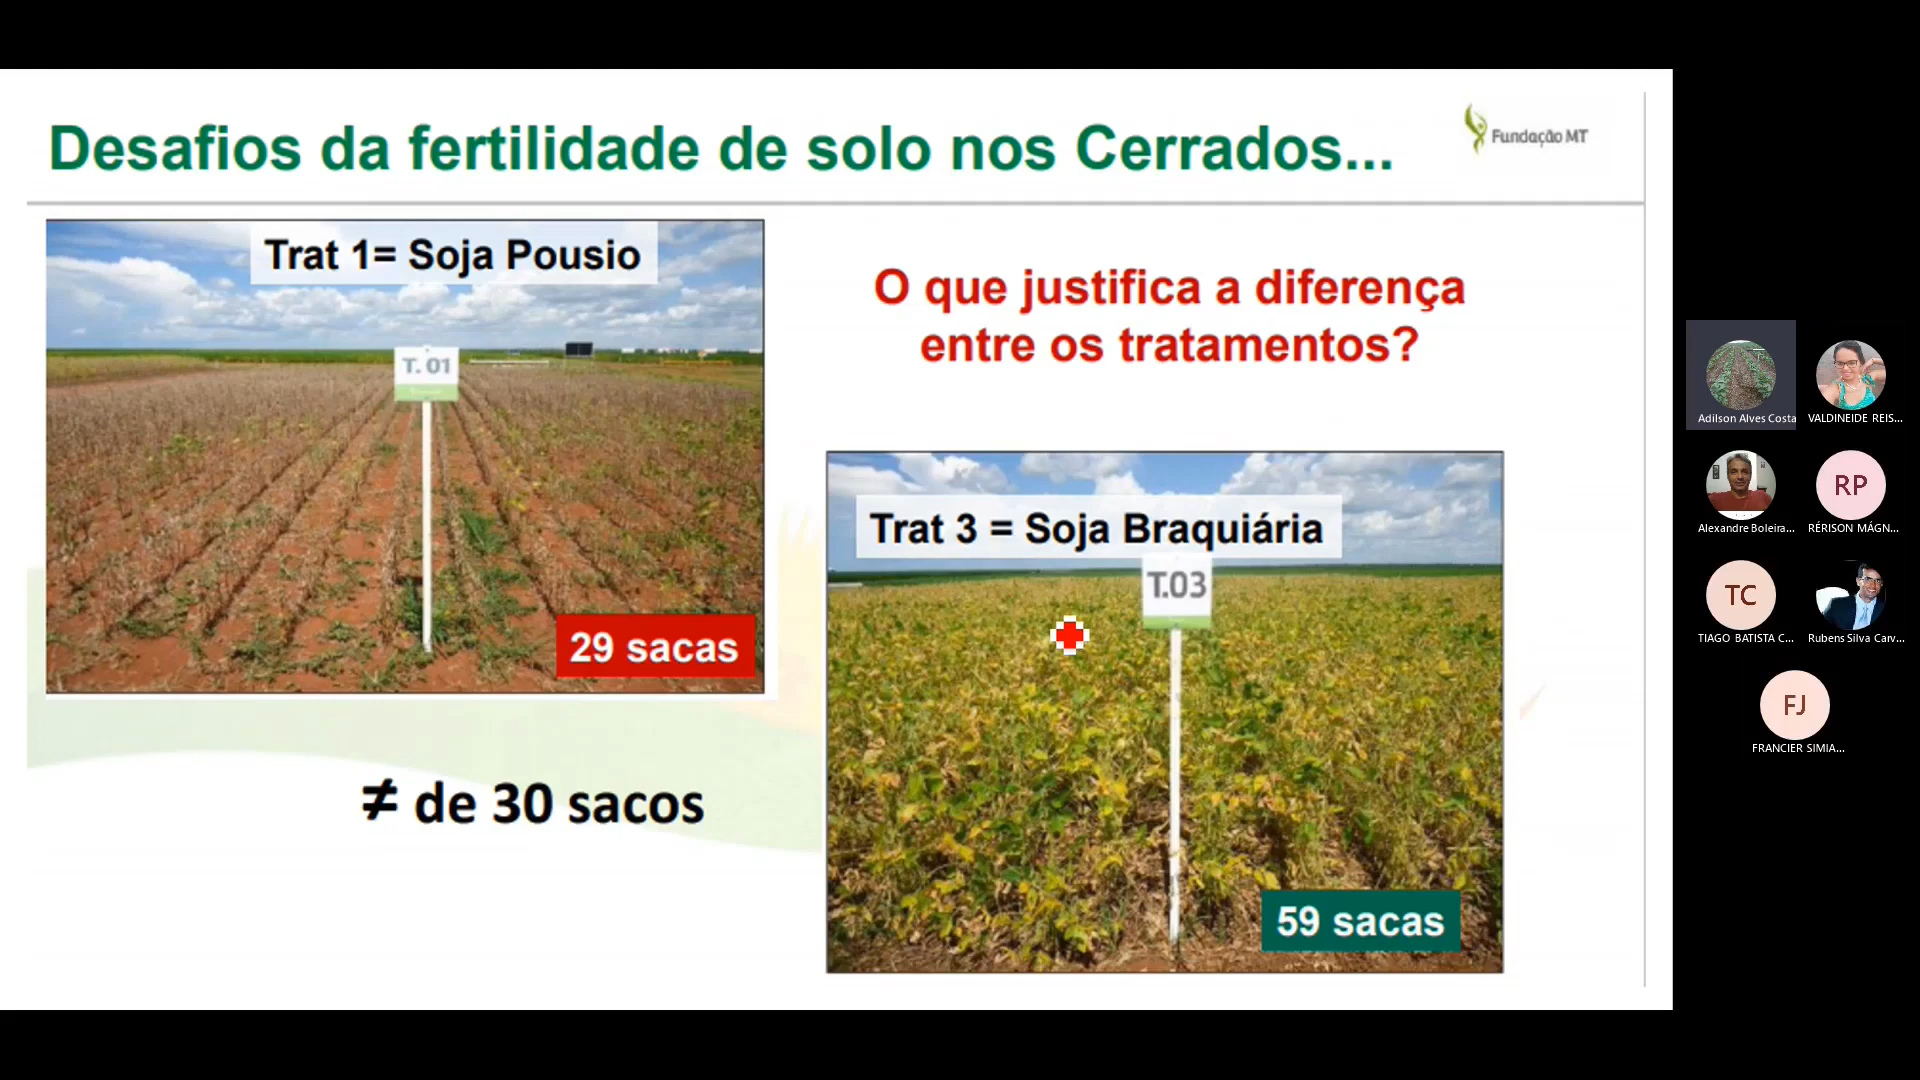 Desafios da fertilidade de solo nos Cerrados...
Fundação MT
Trat 1= Soja Pousio
T. 01
29 sacas
O que justifica a diferença
entre os tratamentos?
Trat 3 = Soja Braquiária
T.03
59 sacas
≠ de 30 sacos
Adilson Alves Costa
VALDINEIDE REIS...
Alexandre Boleira...
RP
RÉRISON MÁGN...
TC
TIAGO BATISTA C...
Rubens Silva Carv...
FJ
FRANCIER SIMIA...